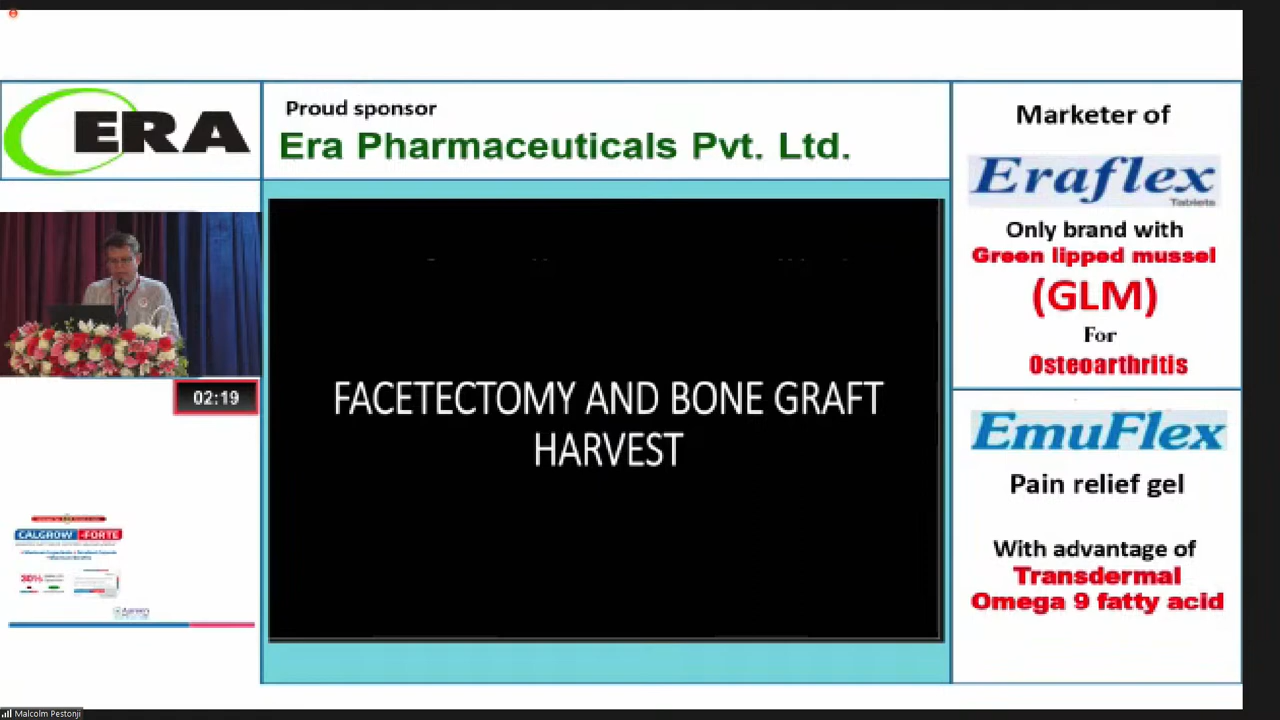 ERA
Proud sponsor
Era Pharmaceuticals Pvt. Ltd.
02:19
CALGROW -FORTE
30%
FACETECTOMY AND BONE GRAFT
HARVEST
Marketer of
Eraflex
Tablets
Only brand with
Green lipped mussel
(GLM)
For
Osteoarthritis
EmuFlex
Pain relief gel
With advantage of
Transdermal
Omega 9 fatty acid
Malcolm Pestonji